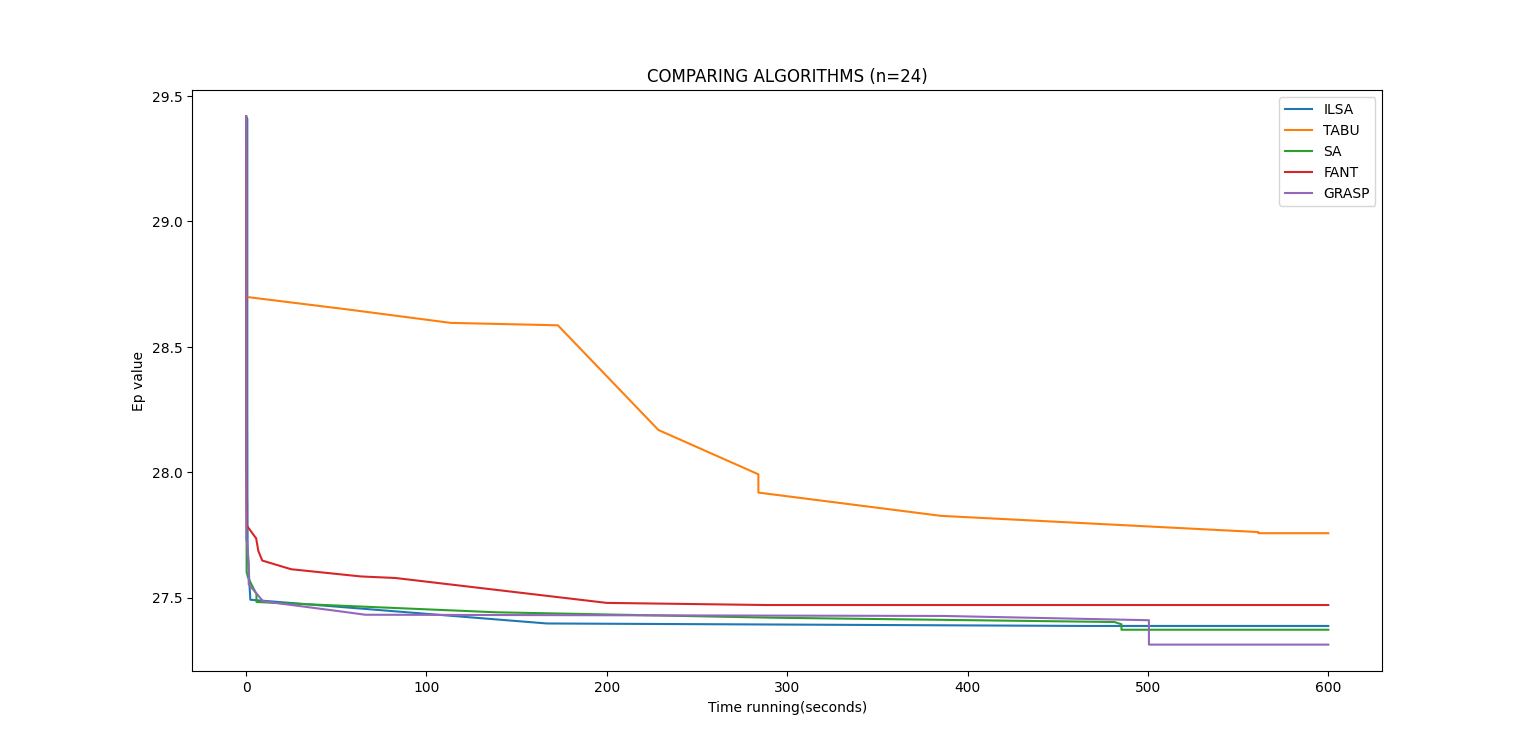 COMPARING ALGORITHMS (n=24)
29.5
29.0
28.5
28.0
27.5
Ep value
0
100
200
300
400
500
600
Time running(seconds)
ILSA
TABU
SA
FANT
GRASP